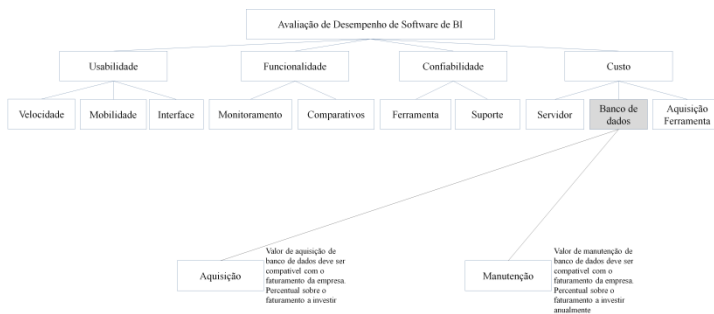 Avaliação de Desempenho de Software de BI
Usabilidade
Funcionalidade
Confiabilidade
Custo
Velocidade
Mobilidade
Interface
Monitoramento
Comparativos
Ferramenta
Suporte
Servidor
Banco de
dados
Aquisição
Ferramenta
Aquisição
Valor de aquisição de
banco de dados deve ser
compatível com o
faturamento da empresa.
Percentual sobre o
faturamento a investir
Manutenção
Valor de manutenção de
banco de dados deve ser
compatível com o
faturamento da empresa.
Percentual sobre o
faturamento a investir
anualmente